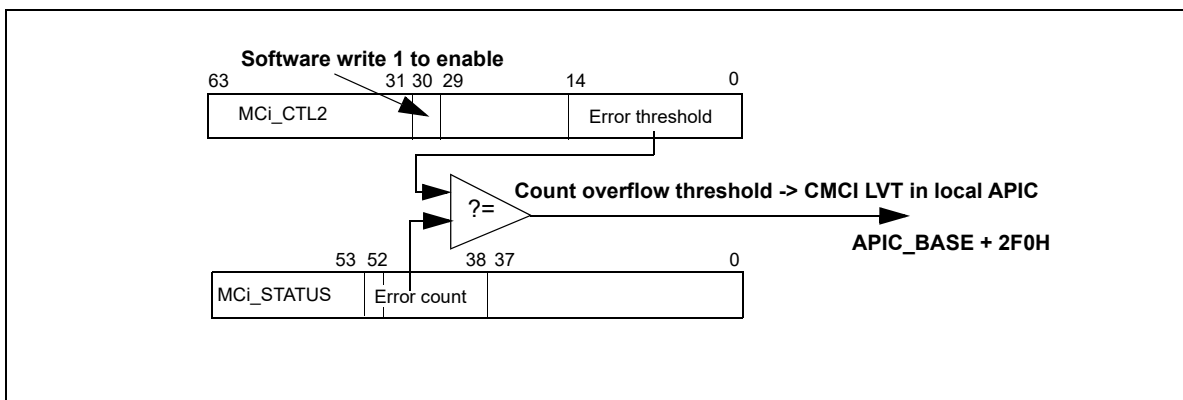 Software write 1 to enable
63 31 30 29 14 0
MCi_CTL2 Error threshold
?=
Count overflow threshold -> CMCI LVT in local APIC
APIC_BASE + 2F0H
53 52 38 37 0
MCi_STATUS Error count